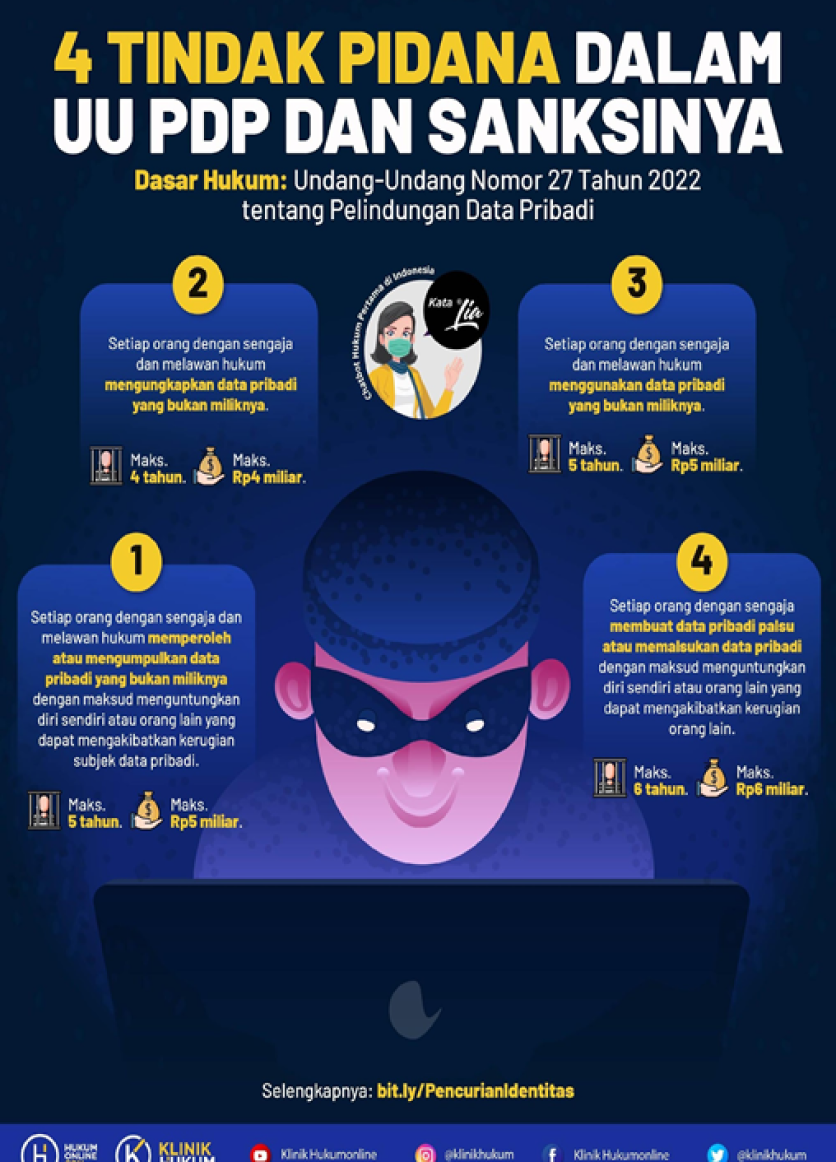 4 TINDAK PIDANA DALAM
UU PDP DAN SANKSINYA
Dasar Hukum: Undang-Undang Nomor 27 Tahun 2022
tentang Pelindungan Data Pribadi
2
Setiap orang dengan sengaja
dan melawan hukum
mengungkapkan data pribadi
yang bukan miliknya.
Maks.
4 tahun.
Maks.
Rp4 miliar.
Chatbot Hukum Pertama di Indonesia
Kata
Lia
3
Setiap orang dengan sengaja
dan melawan hukum
menggunakan data pribadi
yang bukan miliknya.
Maks.
5 tahun.
Maks.
Rp5 miliar.
1
Setiap orang dengan sengaja dan
melawan hukum memperoleh
atau mengumpulkan data
pribadi yang bukan miliknya
dengan maksud menguntungkan
diri sendiri atau orang lain yang
dapat mengakibatkan kerugian
subjek data pribadi.
Maks.
5 tahun.
Maks.
Rp5 miliar.
4
Setiap orang dengan sengaja
membuat data pribadi palsu
atau memalsukan data pribadi
dengan maksud menguntungkan
diri sendiri atau orang lain yang
dapat mengakibatkan kerugian
orang lain.
Maks.
6 tahun.
Maks.
Rp6 miliar.
Selengkapnya: bit.ly/PencurianIdentitas
HUKUM
ONLINE
KLINIK
HUKUM
Klinik Hukumonline
@klinikhukum
Klinik Hukumonline
@klinikhukum